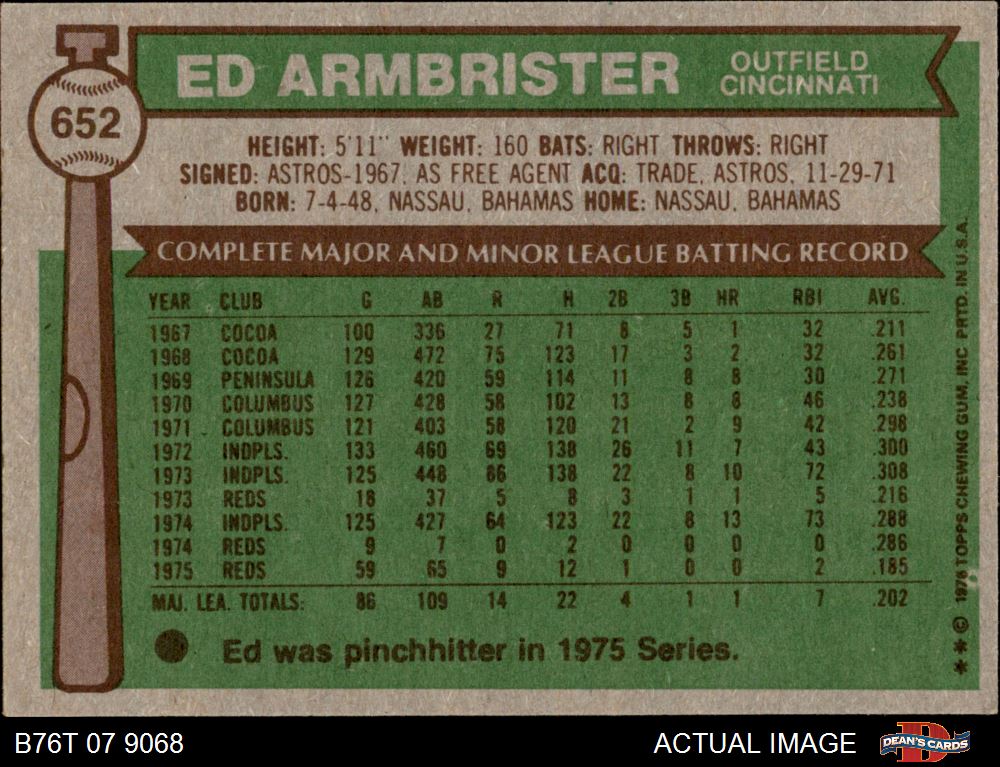 652
ED ARMBRISTER
OUTFIELD
CINCINNATI
HEIGHT: 5'11" WEIGHT: 160 BATS: RIGHT THROWS: RIGHT
SIGNED: ASTROS-1967, AS FREE AGENT ACQ: TRADE, ASTROS, 11-29-71
BORN: 7-4-48, NASSAU, BAHAMAS HOME: NASSAU, BAHAMAS
COMPLETE MAJOR AND MINOR LEAGUE BATTING RECORD
YEAR CLUB G AB R H 2B 3B HR RBI AVG.
1967 COCOA 100 336 27 71 8 5 1 32 .211
1968 COCOA 129 472 75 123 17 3 2 32 .261
1969 PENINSULA 126 420 59 114 11 8 8 30 .271
1970 COLUMBUS 127 428 58 102 13 8 8 46 .238
1971 COLUMBUS 121 403 58 120 21 2 9 42 .298
1972 INDPLS. 133 460 69 138 26 11 7 43 .300
1973 INDPLS. 125 448 86 138 22 8 10 72 .308
1973 REDS 18 37 5 8 3 1 1 5 .216
1974 INDPLS. 125 427 64 123 22 8 13 73 .288
1974 REDS 9 7 0 2 0 0 0 0 .286
1975 REDS 59 65 9 12 1 0 0 2 .185
MAJ. LEA. TOTALS: 86 109 14 22 4 1 1 7 .202
Ed was pinchhitter in 1975 Series.
* * © 1976 TOPPS CHEWING GUM, INC PRTD. IN U.S.A.
B76T 07 9068
ACTUAL IMAGE
D
DEAN'S CARDS